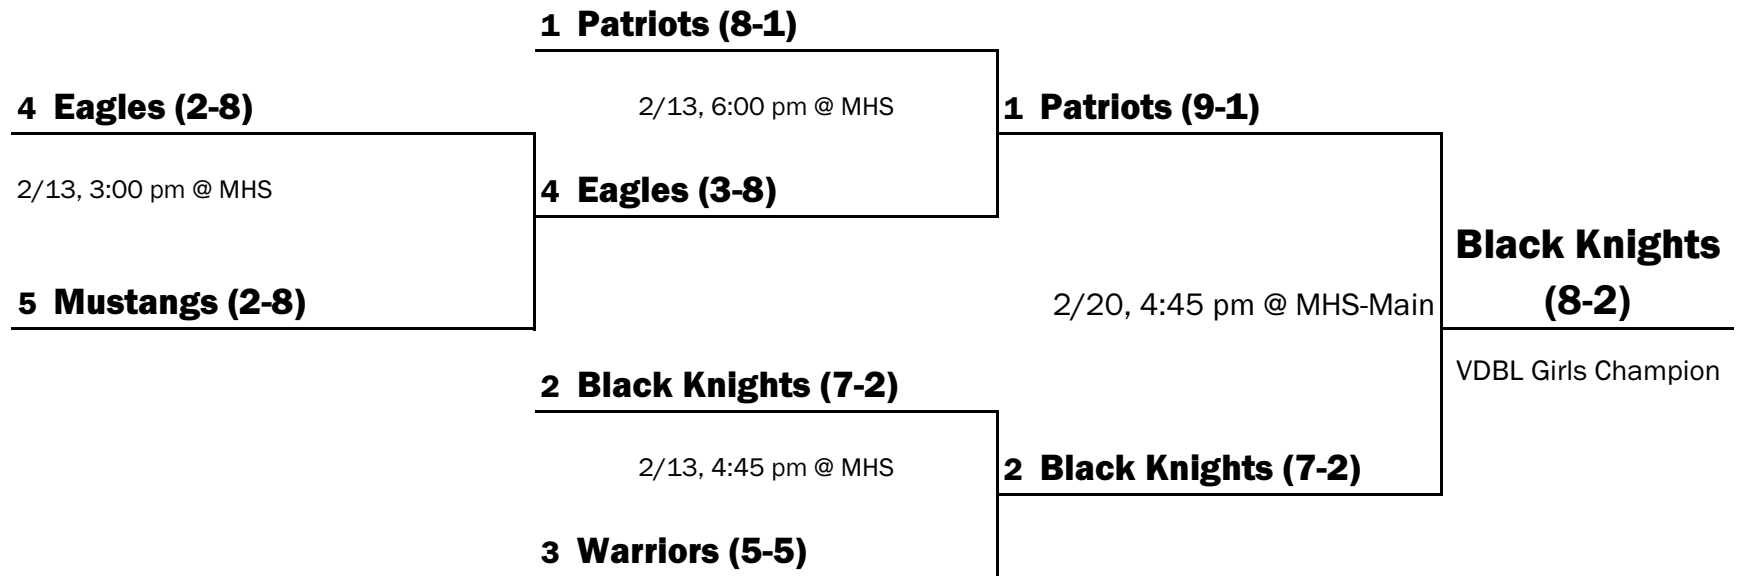 1 Patriots (8-1)
4 Eagles (2-8)
2/13, 6:00 pm @ MHS
1 Patriots (9-1)
2/13, 3:00 pm @ MHS
4 Eagles (3-8)
5 Mustangs (2-8)
2/20, 4:45 pm @ MHS-Main
Black Knights
(8-2)
VDBL Girls Champion
2 Black Knights (7-2)
2/13, 4:45 pm @ MHS
2 Black Knights (7-2)
3 Warriors (5-5)